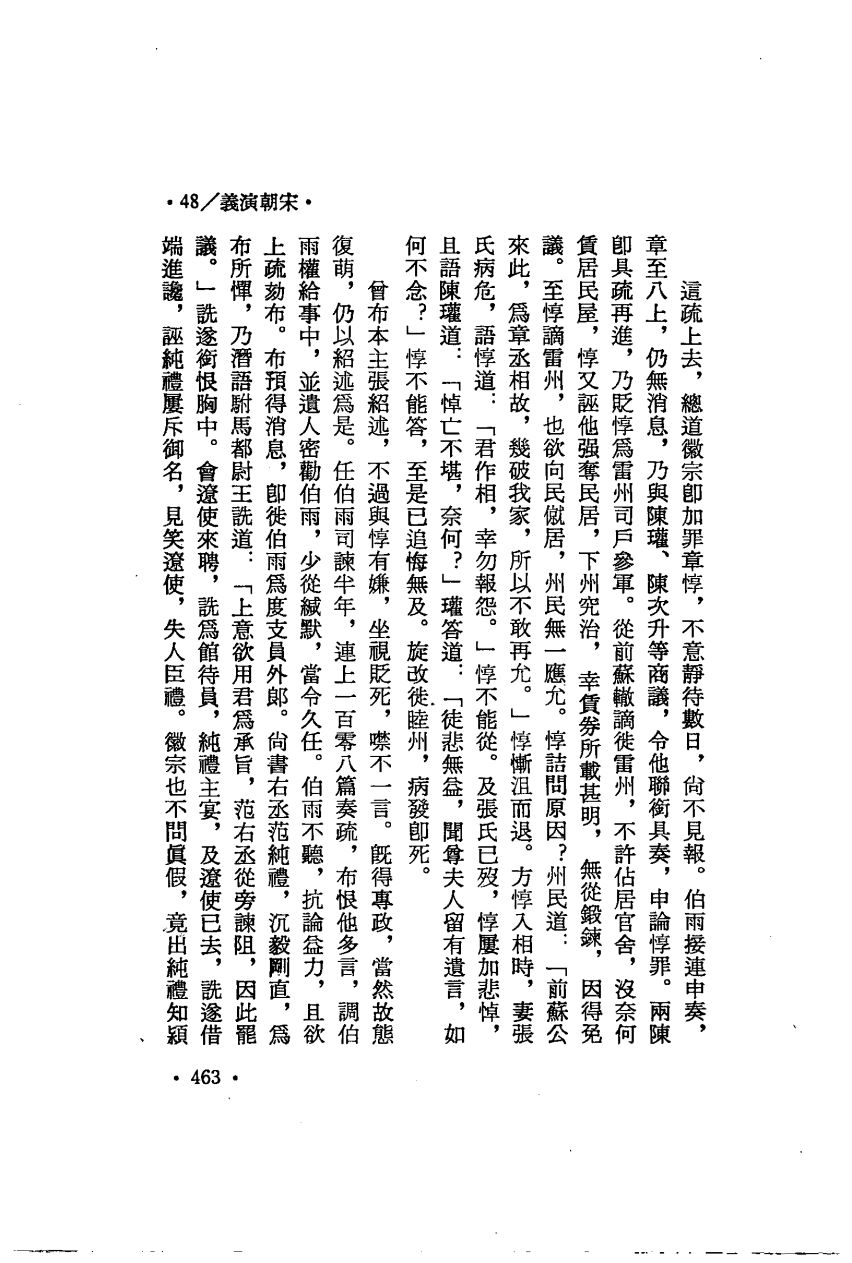 •48／義演朝宋•
這疏上去，總道徽宗卽加罪章惇，不意靜待數日，尙不見報。伯雨接連申奏，
章至八上，仍無消息，乃與陳瓘、陳次升等商議，令他聯銜具奏，申論惇罪。兩陳
卽具疏再進，乃貶惇爲雷州司戶參軍。從前蘇轍謫徙雷州，不許佔居官舍，沒奈何
賃居民屋，惇又誣他强奪民居，下州究治，幸賃券所載甚明，無從鍛鍊，因得免
議。至惇謫雷州，也欲向民僦居，州民無一應允。惇詰問原因？州民道：「前蘇公
來此，爲章丞相故，幾破我家，所以不敢再允。」惇慚沮而退。方惇入相時，妻張
氏病危，語惇道：「君作相，幸勿報怨。」惇不能從。及張氏已歿，惇屢加悲悼，
且語陳瓘道：「悼亡不堪，奈何？」瓘答道：「徒悲無益，聞尊夫人留有遺言，如
何不念？」惇不能答，至是已追悔無及。旋改徙睦州，病發卽死。
曾布本主張紹述，不過與惇有嫌，坐視貶死，噤不一言。旣得專政，當然故態
復萌，仍以紹述爲是。任伯雨司諫半年，連上一百零八篇奏疏，布恨他多言，調伯
雨權給事中，並遣人密勸伯雨，少從緘默，當令久任。伯雨不聽，抗論益力，且欲
上疏劾布。布預得消息，卽徙伯雨爲度支員外郞。尙書右丞范純禮，沉毅剛直，爲
布所憚，乃潛語駙馬都尉王詵道：「上意欲用君爲承旨，范右丞從旁諫阻，因此罷
議。」詵遂銜恨胸中。會遼使來聘，詵爲館待員，純禮主宴，及遼使已去，詵遂借
端進讒，誣純禮屢斥御名，見笑遼使，失人臣禮。徽宗也不問眞假，竟出純禮知潁
•463•